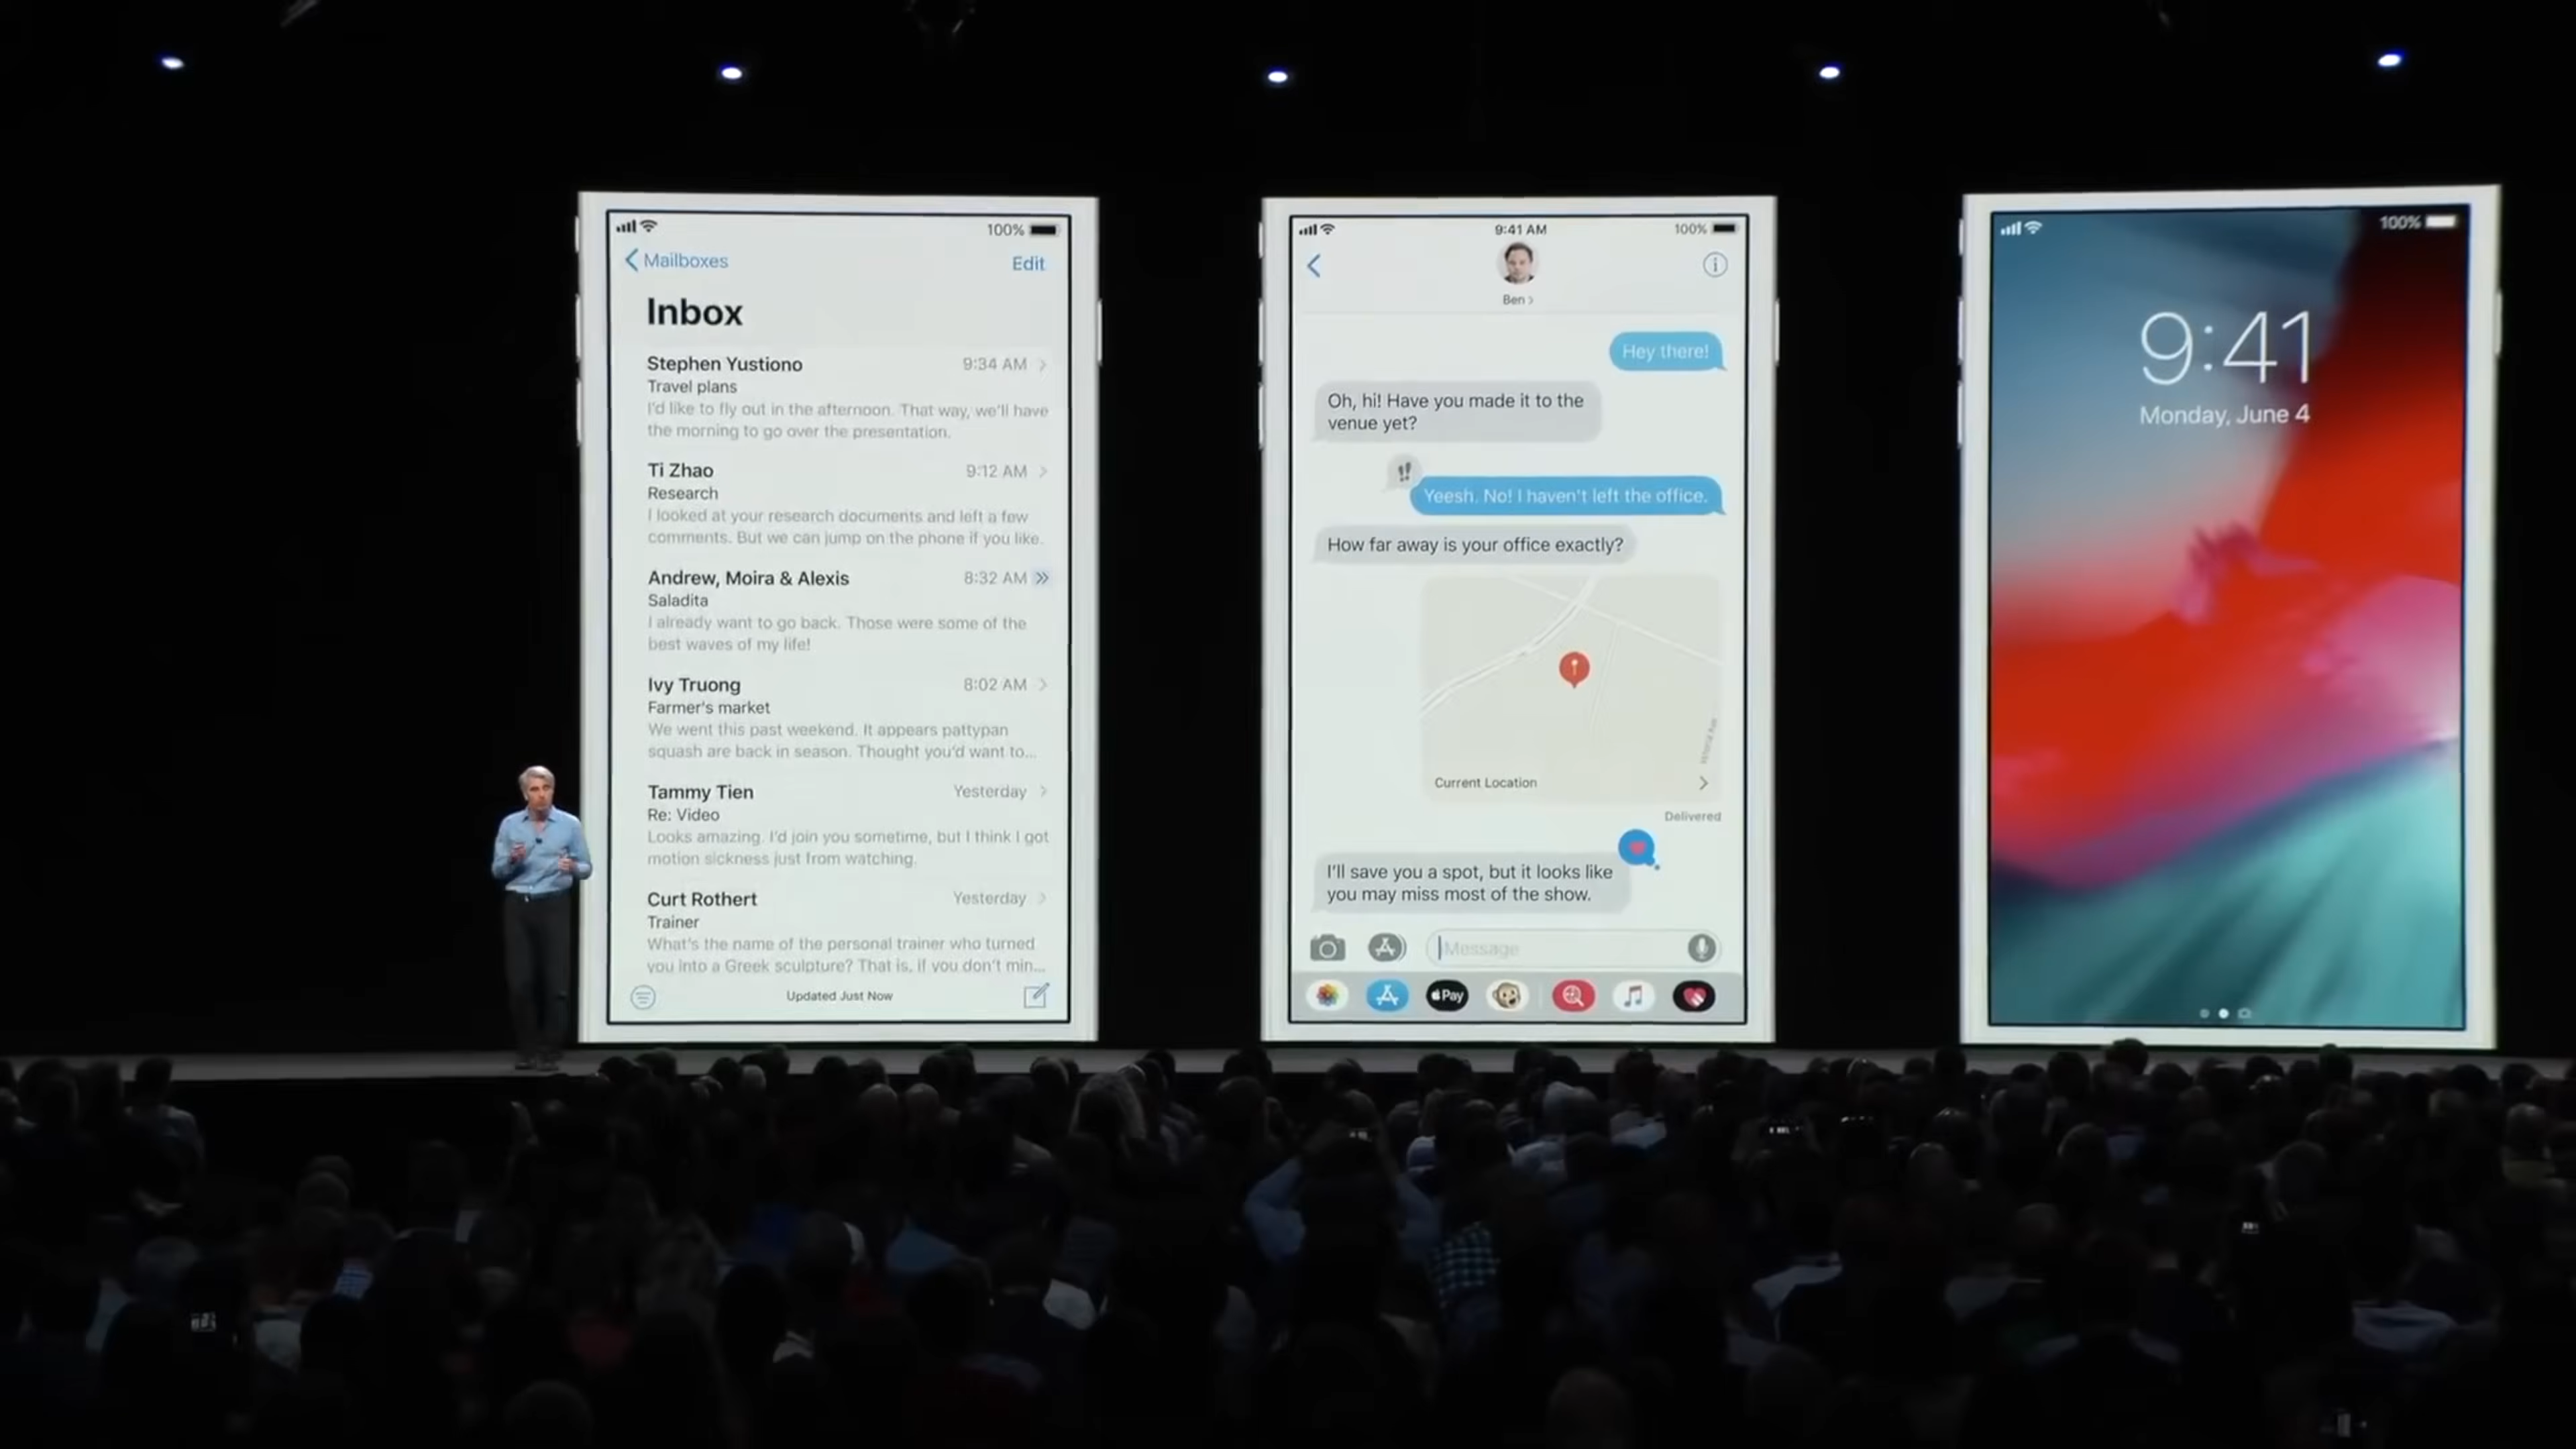 100%
Mailboxes
Edit
Inbox
Stephen Yustiono 9:34 AM
Travel plans
I'd like to fly out in the afternoon. That way, we'll have
the morning to go over the presentation.
Ti Zhao 9:12 AM
Research
I looked at your research documents and left a few
comments. But we can jump on the phone if you like.
Andrew, Moira & Alexis 8:32 AM
Saladita
I already want to go back. Those were some of the
best waves of my life!
Ivy Truong 8:02 AM
Farmer's market
We went this past weekend. It appears pattypan
squash are back in season. Thought you'd want to...
Tammy Tien Yesterday
Re: Video
Looks amazing. I'd join you sometime, but I think I got
motion sickness just from watching.
Curt Rothert Yesterday
Trainer
What's the name of the personal trainer who turned
you into a Greek sculpture? That is, if you don't min...
Updated Just Now
9:41 AM 100%
Ben
Hey there!
Oh, hi! Have you made it to the
venue yet?
!!
Yeesh. No! I haven't left the office.
How far away is your office exactly?
Current Location
Delivered
I'll save you a spot, but it looks like
you may miss most of the show.
Message
Pay
100%
9:41
Monday, June 4